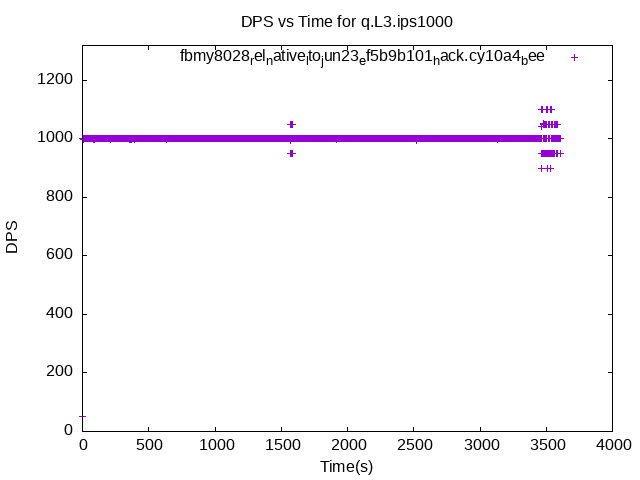 DPS vs Time for q.L3.ips1000
fbmy8028relnativeltojun23ef5b9b101hack.cy10a4bee
1200
1000
800
600
400
200
0
DPS
0 500 1000 1500 2000 2500 3000 3500 4000
Time(s)